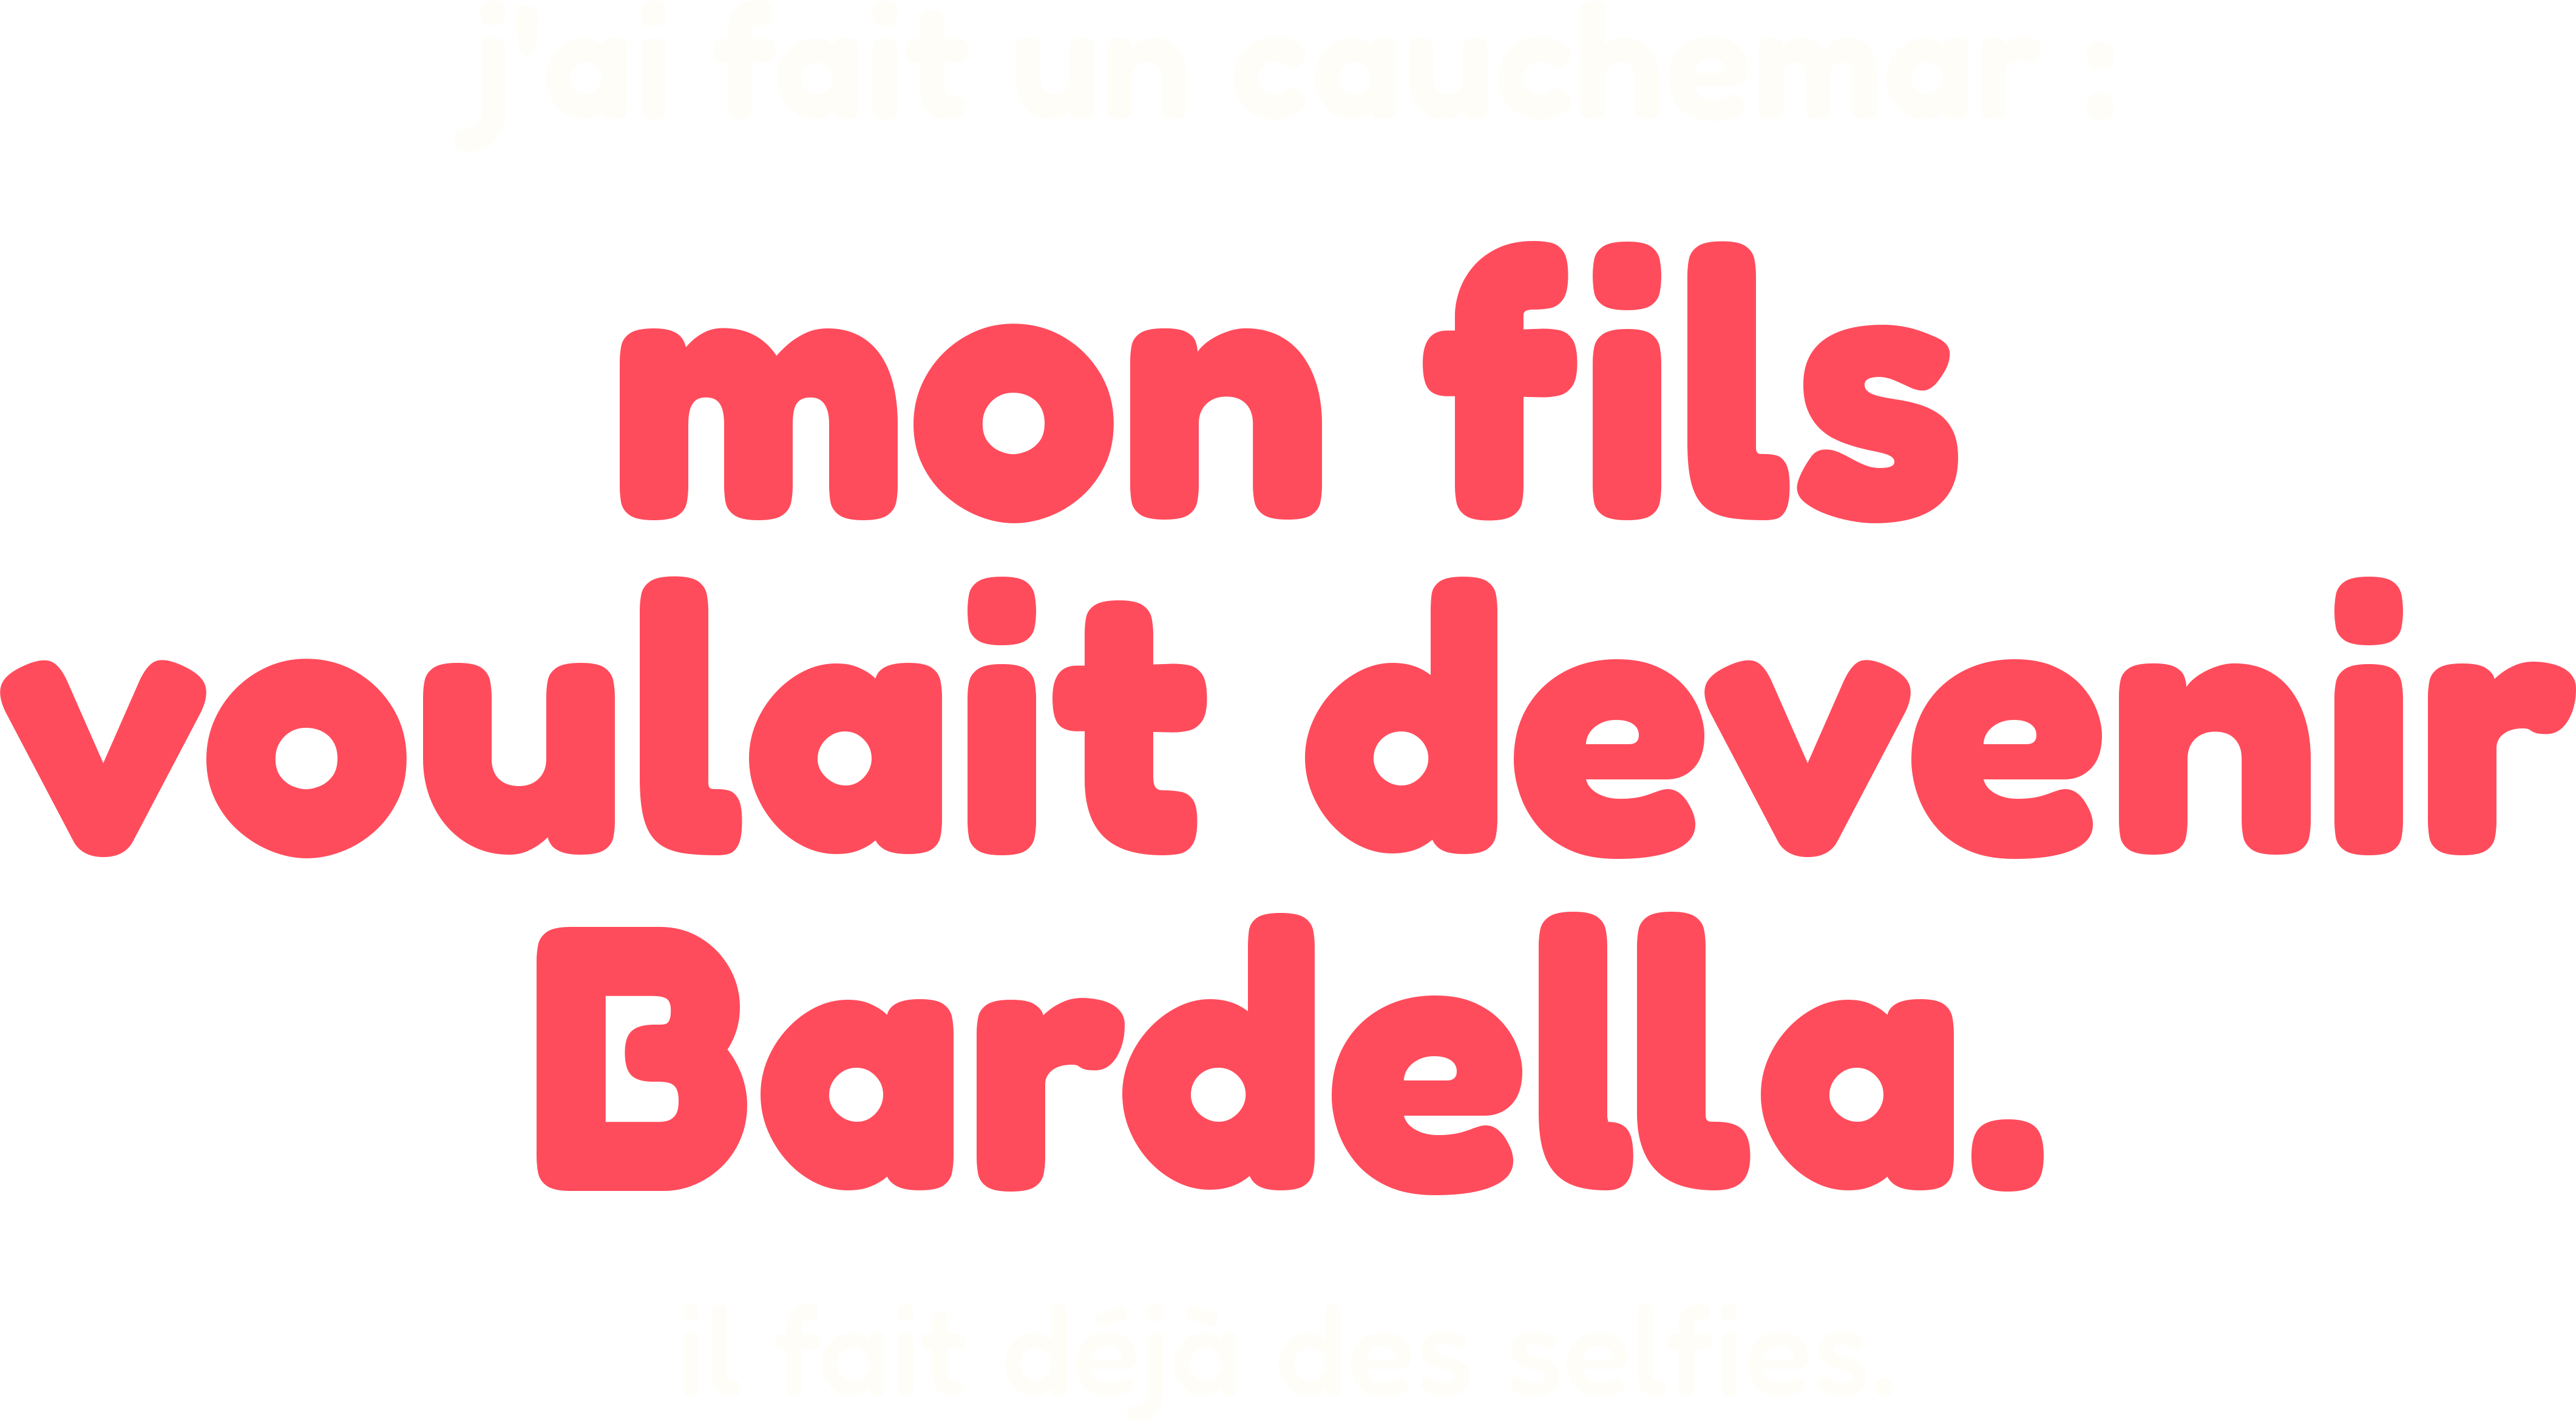 j'ai fait un cauchemar :
mon fils
voulait devenir
Bardella.
il fait déjà des selfies.